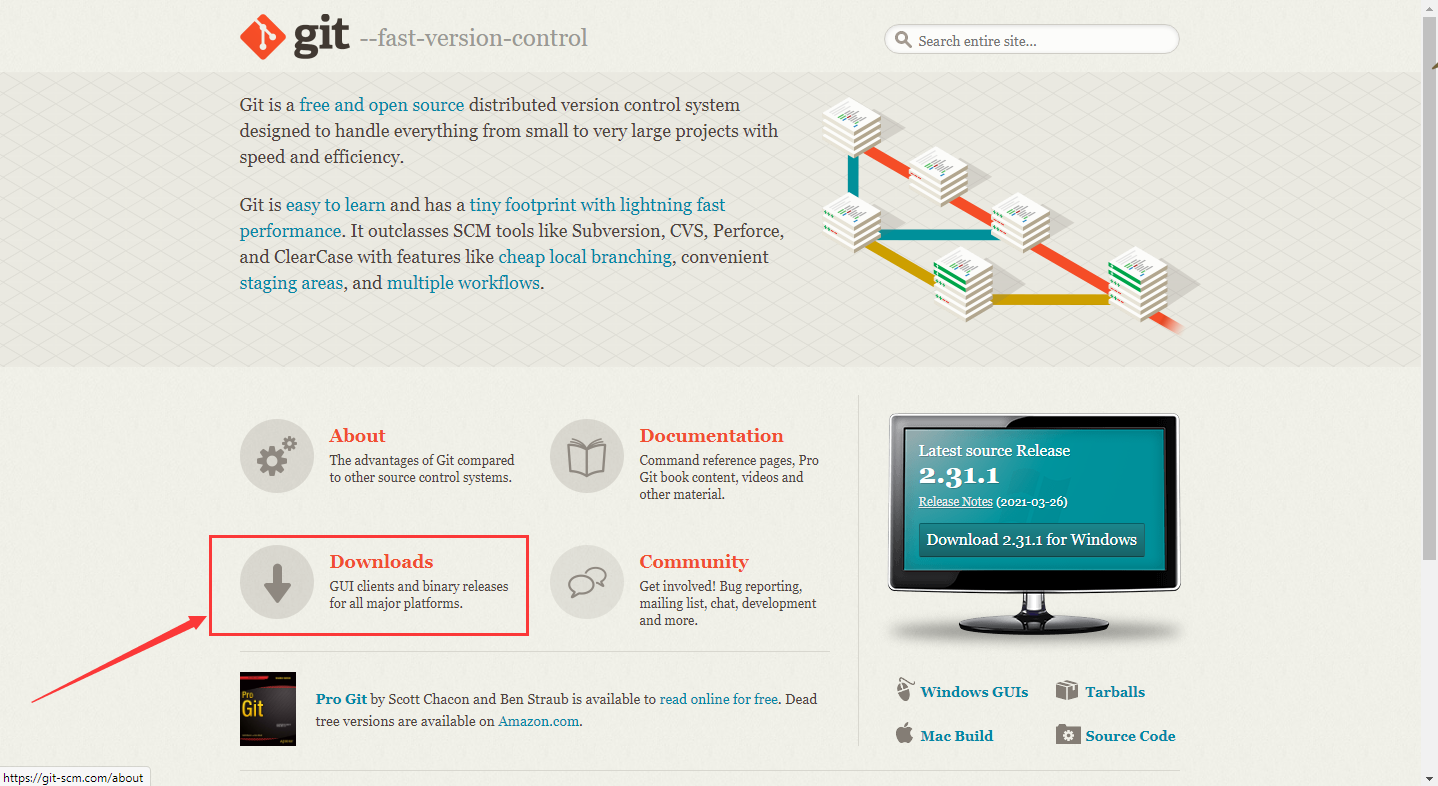 git --fast-version-control
Search entire site...
Git is a free and open source distributed version control system
designed to handle everything from small to very large projects with
speed and efficiency.
Git is easy to learn and has a tiny footprint with lightning fast
performance. It outclasses SCM tools like Subversion, CVS, Perforce,
and ClearCase with features like cheap local branching, convenient
staging areas, and multiple workflows.
About
The advantages of Git compared
to other source control systems.
Documentation
Command reference pages, Pro
Git book content, videos and
other material.
Downloads
GUI clients and binary releases
for all major platforms.
Community
Get involved! Bug reporting,
mailing list, chat, development
and more.
Pro
Git
Pro Git by Scott Chacon and Ben Straub is available to read online for free. Dead
tree versions are available on Amazon.com.
Latest source Release
2.31.1
Release Notes (2021-03-26)
Download 2.31.1 for Windows
Windows GUIs
Tarballs
Mac Build
Source Code
https://git-scm.com/about